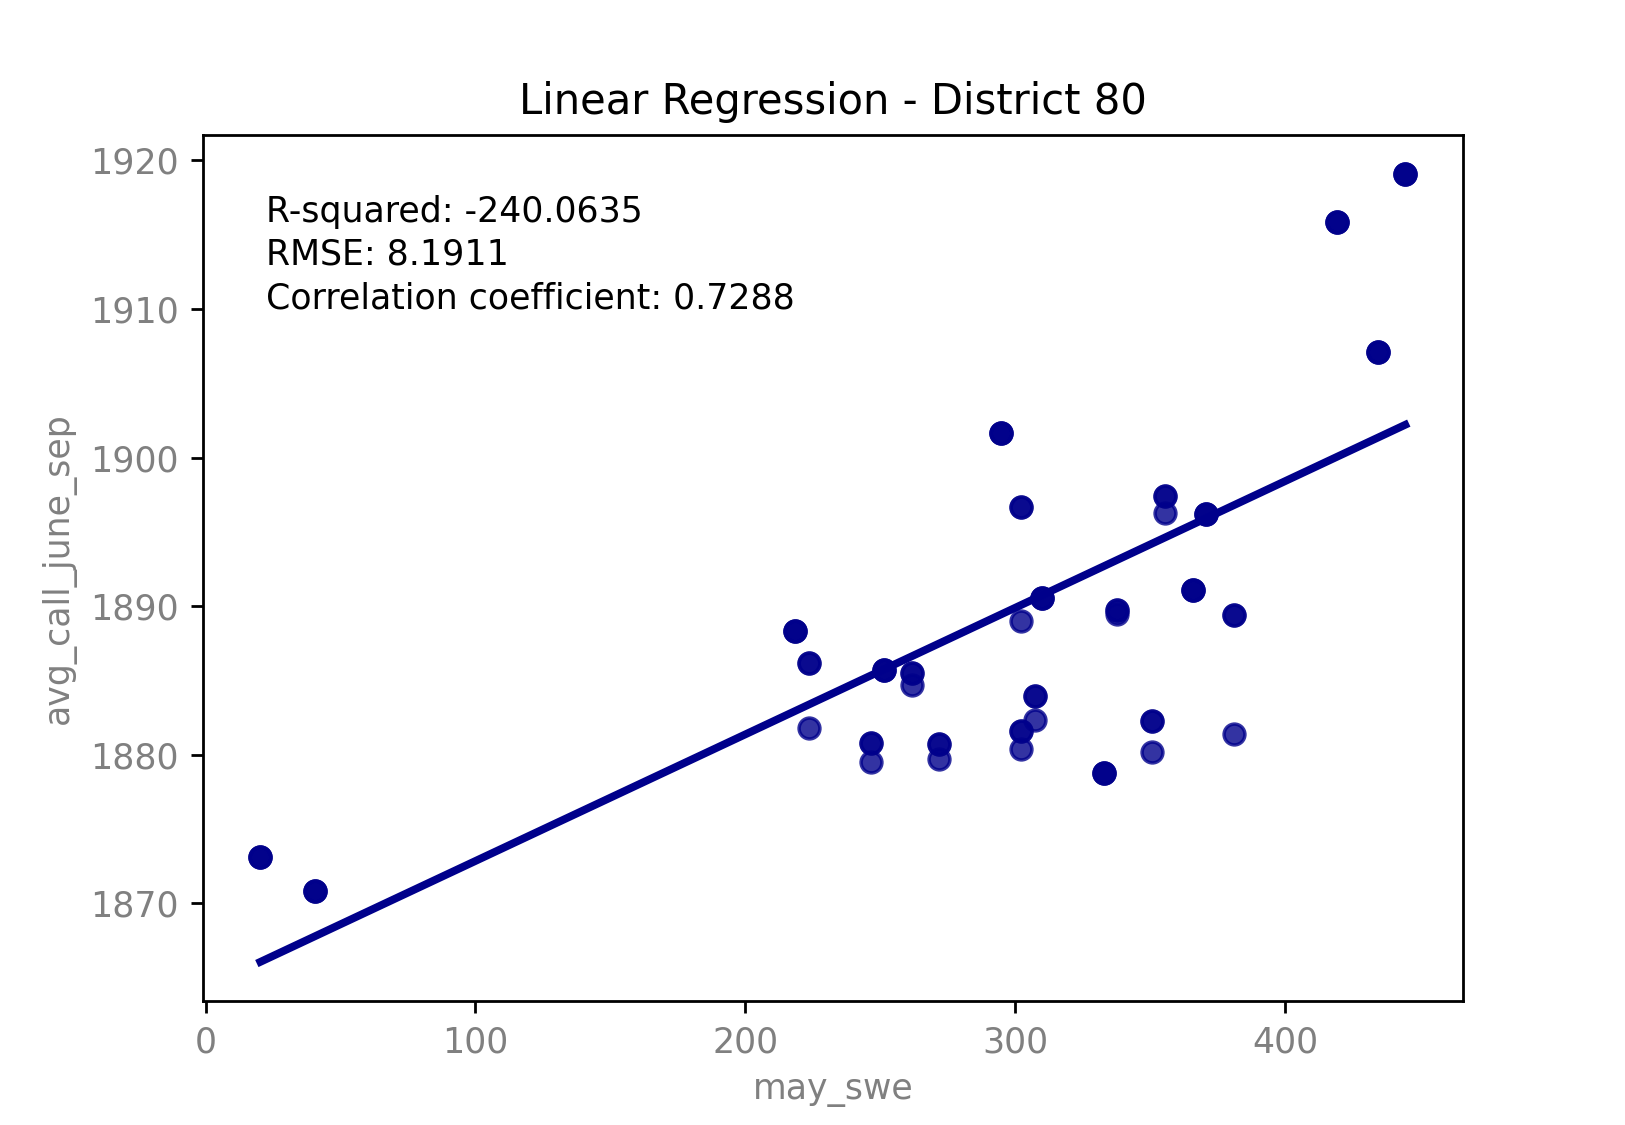 Linear Regression - District 80
R-squared: -240.0635
RMSE: 8.1911
Correlation coefficient: 0.7288
avg_call_june_sep
1920
1910
1900
1890
1880
1870
0 100 200 300 400
may_swe